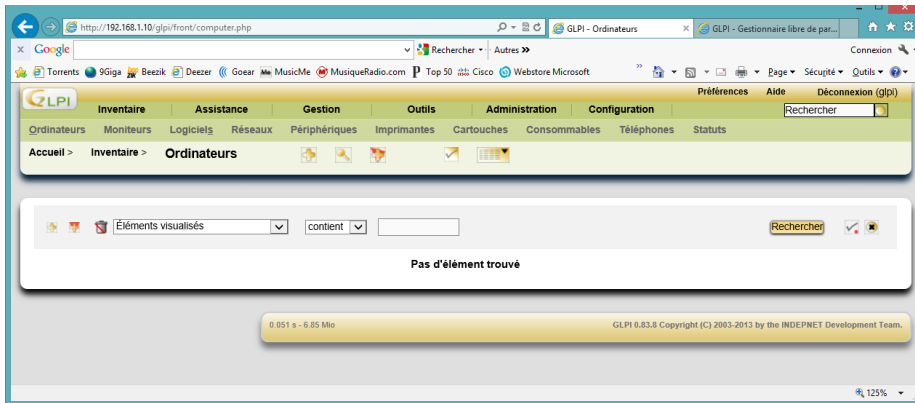 http://192.168.1.10/glpi/front/computer.php
GLPI - Ordinateurs
GLPI - Gestionnaire libre de par...
Google
Rechercher
Autres »
Connexion
Torrents 9Giga Beezik Deezer Goear MusicMe MusiqueRadio.com Top 50 Cisco Webstore Microsoft » Page Sécurité Outils
Préférences Aide Déconnexion (glpi)
GLPI
Inventaire Assistance Gestion Outils Administration Configuration
Rechercher
Ordinateurs Moniteurs Logiciels Réseaux Périphériques Imprimantes Cartouches Consommables Téléphones Statuts
Accueil > Inventaire > Ordinateurs
Éléments visualisés contient Rechercher
Pas d'élément trouvé
0.051 s - 6.85 Mio
GLPI 0.83.8 Copyright (C) 2003-2013 by the INDEPNET Development Team.
125%